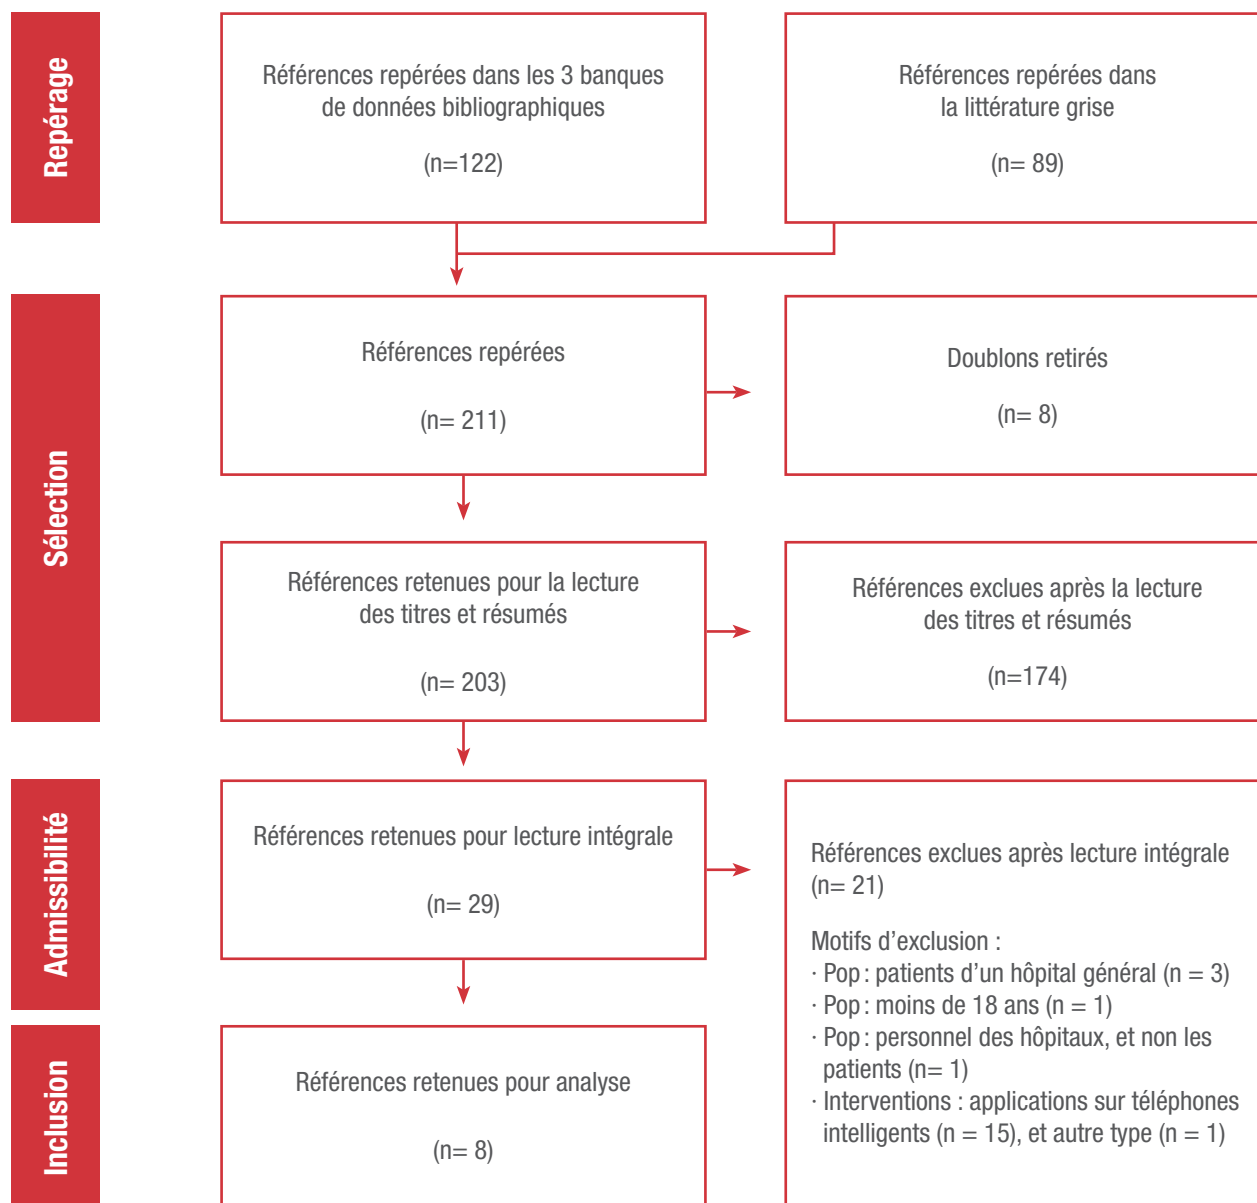 Repérage
Références repérées dans les 3 banques
de données bibliographiques
(n=122)
Références repérées dans
la littérature grise
(n= 89)
Sélection
Références repérées
(n= 211)
Doublons retirés
(n= 8)
Références retenues pour la lecture
des titres et résumés
(n= 203)
Références exclues après la lecture
des titres et résumés
(n=174)
Admissibilité
Références retenues pour lecture intégrale
(n= 29)
Références exclues après lecture intégrale
(n= 21)
Motifs d’exclusion :
· Pop : patients d’un hôpital général (n = 3)
· Pop : moins de 18 ans (n = 1)
· Pop : personnel des hôpitaux, et non les
patients (n= 1)
· Interventions : applications sur téléphones
intelligents (n = 15), et autre type (n = 1)
Inclusion
Références retenues pour analyse
(n= 8)